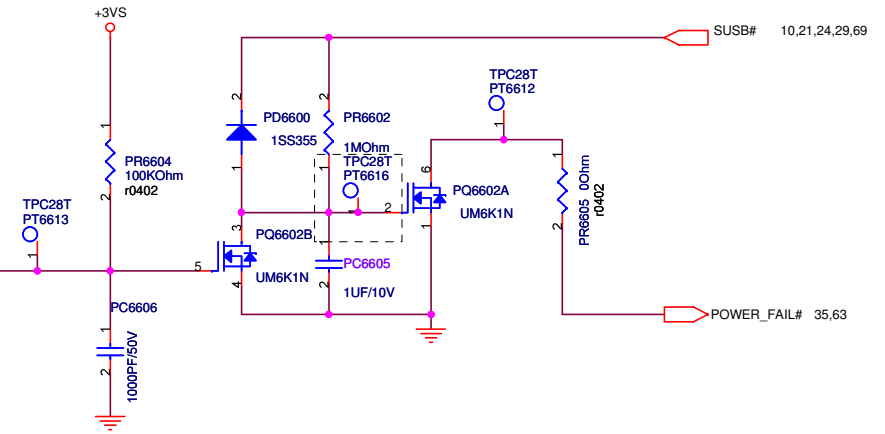 +3VS
SUSB# 10,21,24,29,69
TPC28T
PT6612
1
2
PD6600
1SS355
1
2
PR6602
1MOhm
1
TPC28T
PT6616
1
PR6604
100KOhm
r0402
2
6
PQ6602A
UM6K1N
2
1
1
PR6605 0Ohm
r0402
2
TPC28T
PT6613
1
3
PQ6602B
UM6K1N
5
4
1
PC6605
1UF/10V
2
PC6606
1
1000PF/50V
2
POWER_FAIL# 35,63